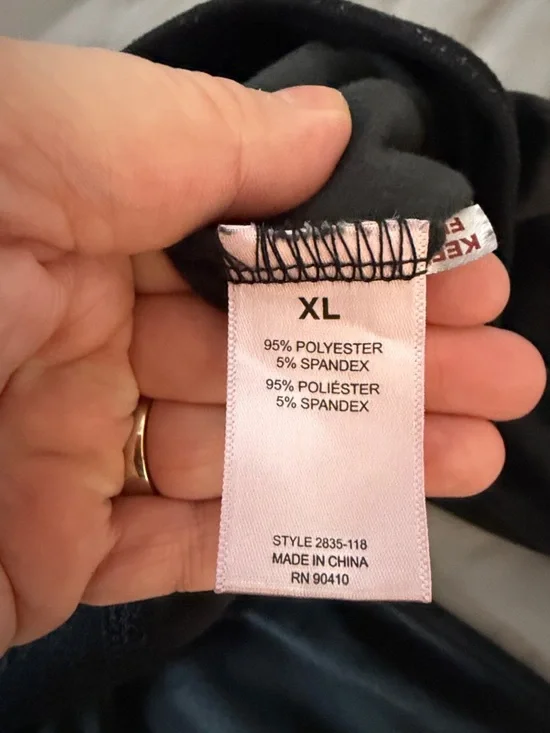 XL
95% POLYESTER
5% SPANDEX
95% POLIÉSTER
5% SPANDEX
STYLE 2835-118
MADE IN CHINA
RN 90410